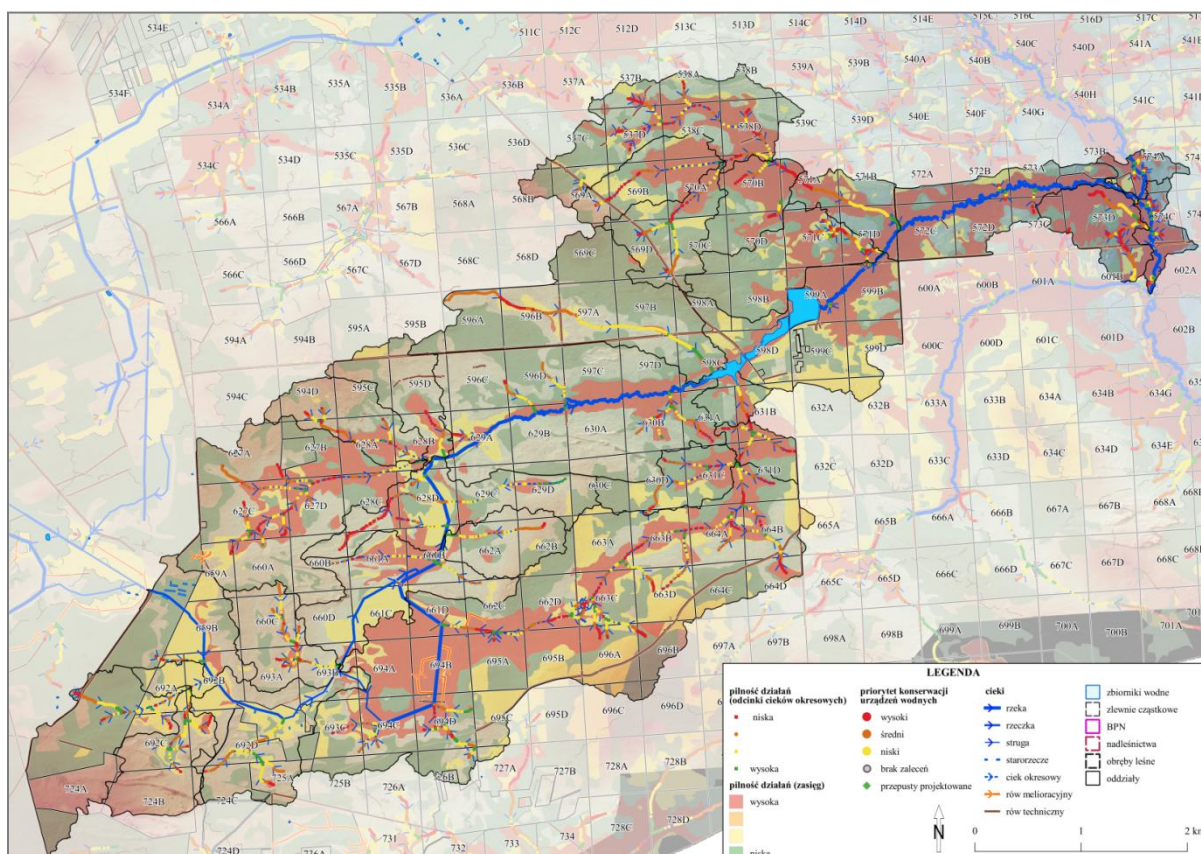 534E
511C
512C
512D
513C
513D
514C
514D
514E
515C
516C
516D
517C
534F
534A
534B
535A
535B
536A
536B
537A
537B
538A
538B
539A
539B
540A
540B
540C
540D
541A
534C
534D
535C
535D
536C
536D
537C
537D
538C
538D
539C
539D
540E
540F
540G
540H
541C
566A
566B
567A
567B
568A
568B
569A
569B
570A
570B
571A
571B
572A
572B
573A
573B
574A
566C
566D
567C
567D
568C
568D
569C
569D
570C
570D
571C
571D
572C
572D
573C
573D
574C
594A
594B
595A
595B
596A
596B
597A
597B
598A
598B
599A
599B
600A
600B
601A
601B
602A
594C
594D
595C
595D
596C
596D
597C
597D
598C
598D
599C
599D
600C
600D
601C
601D
602B
627A
627B
628A
628B
629A
629B
630A
630B
631A
631B
632A
632B
633A
633B
634A
634B
634G
627C
627D
628C
628D
629C
629D
630C
630D
631C
631D
632C
632D
633C
633D
634C
634D
634E
659A
660A
660B
661A
662A
662B
663A
663B
664A
664B
665A
665B
666A
666B
667A
667B
668A
659B
660C
660D
661C
661D
662C
662D
663C
663D
664C
664D
665C
665D
666C
666D
667C
667D
668C
692A
692B
693A
693B
694A
694B
695A
695B
696A
696B
697A
697B
698A
698B
699A
699B
700A
700B
701A
692C
692D
693C
694C
694D
695C
695D
696C
724A
724B
725A
725B
726A
726B
727A
727B
728A
724C
724D
731
732
733
734
728C
728D
LEGENDA
pilność działań
(odcinki cieków okresowych)
niska
wysoka
pilność działań (zasięg)
wysoka
niska
priorytet konserwacji
urządzeń wodnych
wysoki
średni
niski
brak zaleceń
przepusty projektowane
cieki
rzeka
rzeczka
struga
starorzecze
ciek okresowy
rów melioracyjny
rów techniczny
zbiorniki wodne
zlewnie cząstkowe
BPN
nadleśnictwa
obręby leśne
oddziały
N
0 1 2 km